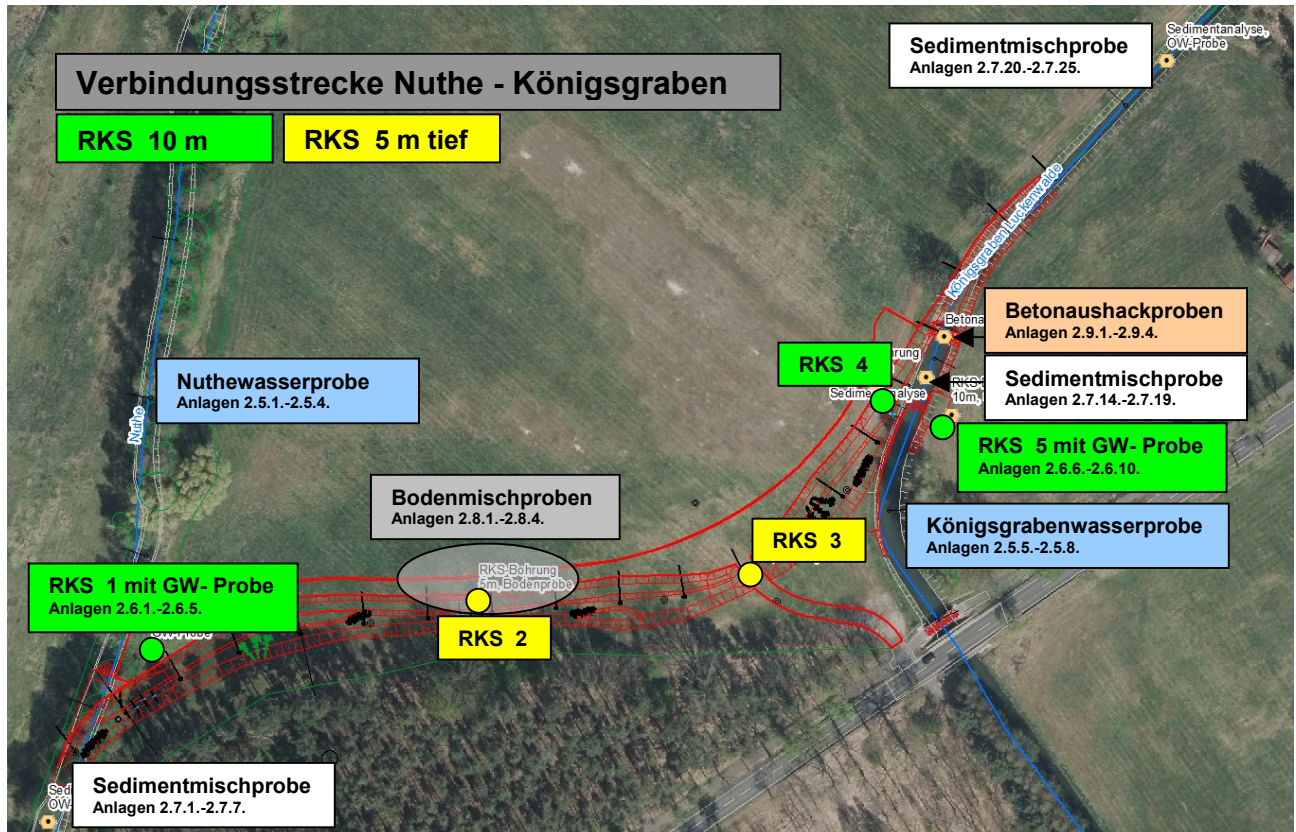 Sedimentanalyse,
OW-Probe
Sedimentmischprobe
Anlagen 2.7.20.-2.7.25.
Verbindungsstrecke Nuthe - Königsgraben
RKS 10 m
RKS 5 m tief
Königsgraben Luckenwalde
Betonaushackproben
Anlagen 2.9.1.-2.9.4.
RKS 4
Sedimentmischprobe
Anlagen 2.7.14.-2.7.19.
10m,
Nuthewasserprobe
Anlagen 2.5.1.-2.5.4.
Nuthe
RKS 5 mit GW- Probe
Anlagen 2.6.6.-2.6.10.
Bodenmischproben
Anlagen 2.8.1.-2.8.4.
Königsgrabenwasserprobe
Anlagen 2.5.5.-2.5.8.
RKS 3
RKS-Bohrung
5m, Bodenprobe
RKS 2
RKS 1 mit GW- Probe
Anlagen 2.6.1.-2.6.5.
OW-Probe
Sedimentmischprobe
Anlagen 2.7.1.-2.7.7.